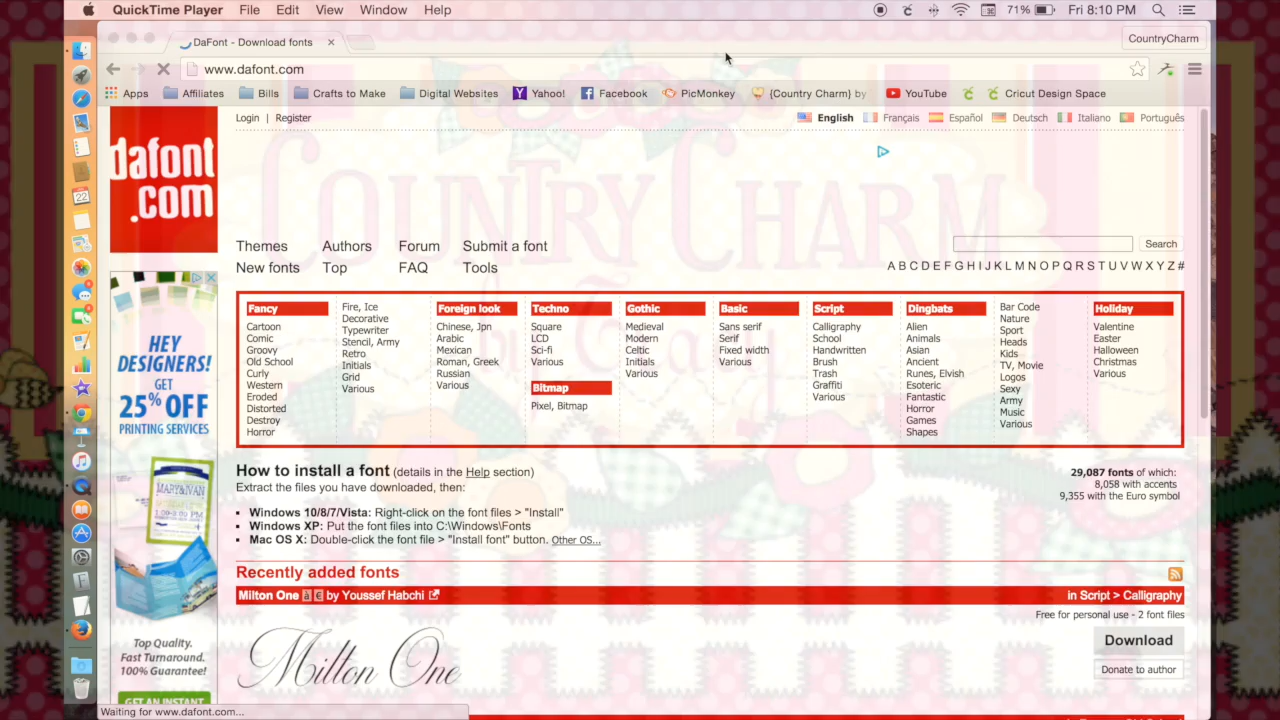 QuickTime Player File Edit View Window Help 71% Fri 8:10 PM
DaFont - Download fonts CountryCharm
www.dafont.com
Apps Affiliates Bills Crafts to Make Digital Websites Yahoo! Facebook PicMonkey {Country Charm} by YouTube Cricut Design Space
dafont
.com
Login | Register
English Français Español Deutsch Italiano Português
COUNTRY CHARM
by Tracy
Themes Authors Forum Submit a font
New fonts Top FAQ Tools
Search
A B C D E F G H I J K L M N O P Q R S T U V W X Y Z #
Fancy
Cartoon
Comic
Groovy
Old School
Curly
Western
Eroded
Distorted
Destroy
Horror
Fire, Ice
Decorative
Typewriter
Stencil, Army
Retro
Initials
Grid
Various
Foreign look
Chinese, Jpn
Arabic
Mexican
Roman, Greek
Russian
Various
Techno
Square
LCD
Sci-fi
Various
Bitmap
Pixel, Bitmap
Gothic
Medieval
Modern
Celtic
Initials
Various
Basic
Sans serif
Serif
Fixed width
Various
Script
Calligraphy
School
Handwritten
Brush
Trash
Graffiti
Various
Dingbats
Alien
Animals
Asian
Ancient
Runes, Elvish
Esoteric
Fantastic
Horror
Games
Shapes
Bar Code
Nature
Sport
Heads
Kids
TV, Movie
Logos
Sexy
Army
Music
Various
Holiday
Valentine
Easter
Halloween
Christmas
Various
HEY
DESIGNERS!
GET
25% OFF
PRINTING SERVICES
MARY&IVAN
Top Quality.
Fast Turnaround.
100% Guarantee!
GET AN INSTANT
How to install a font (details in the Help section)
Extract the files you have downloaded, then:
Windows 10/8/7/Vista: Right-click on the font files > "Install"
Windows XP: Put the font files into C:\Windows\Fonts
Mac OS X: Double-click the font file > "Install font" button. Other OS...
29,087 fonts of which:
8,058 with accents
9,355 with the Euro symbol
Recently added fonts
Milton One à € by Youssef Habchi in Script > Calligraphy
Free for personal use - 2 font files
Milton One
Download
Donate to author
Waiting for www.dafont.com...